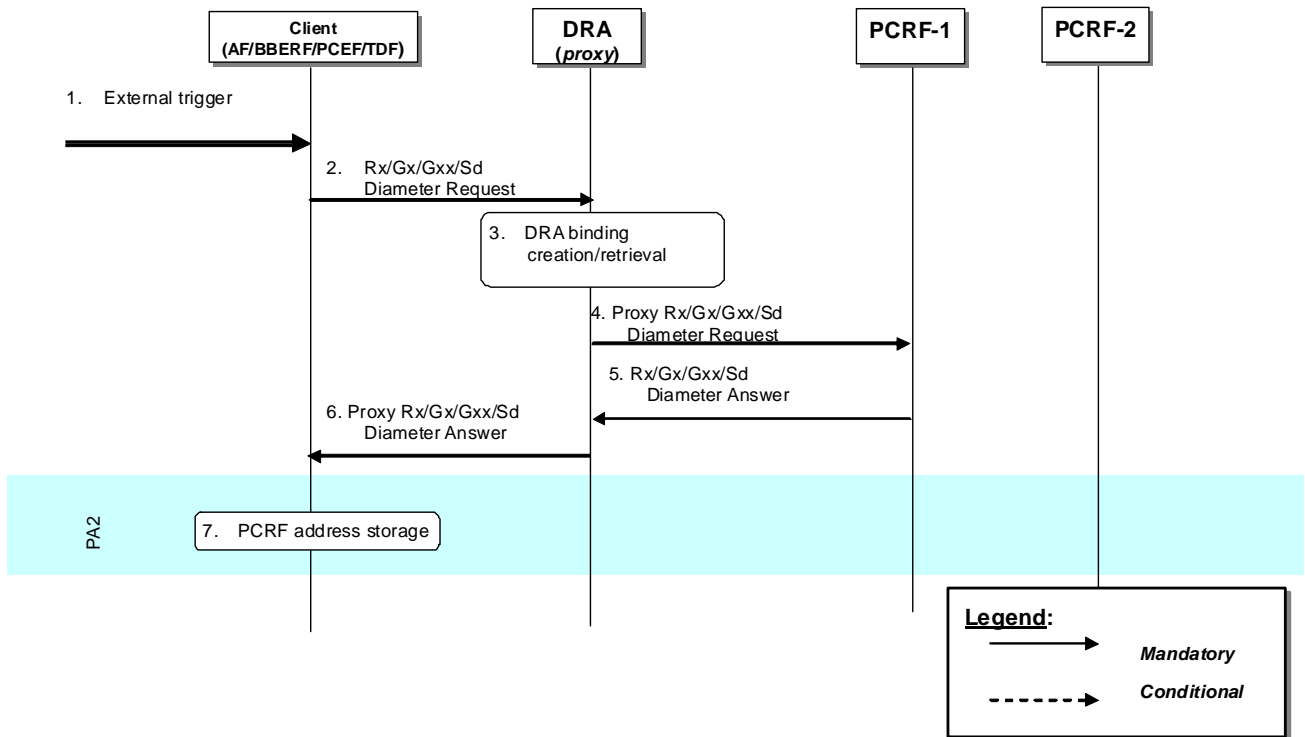 Client
(AF/BBERF/PCEF/TDF)
DRA
(proxy)
PCRF-1
PCRF-2
1. External trigger
2. Rx/Gx/Gxx/Sd
Diameter Request
3. DRA binding
creation/retrieval
4. Proxy Rx/Gx/Gxx/Sd
Diameter Request
5. Rx/Gx/Gxx/Sd
Diameter Answer
6. Proxy Rx/Gx/Gxx/Sd
Diameter Answer
PA2
7. PCRF address storage
Legend:
Mandatory
Conditional